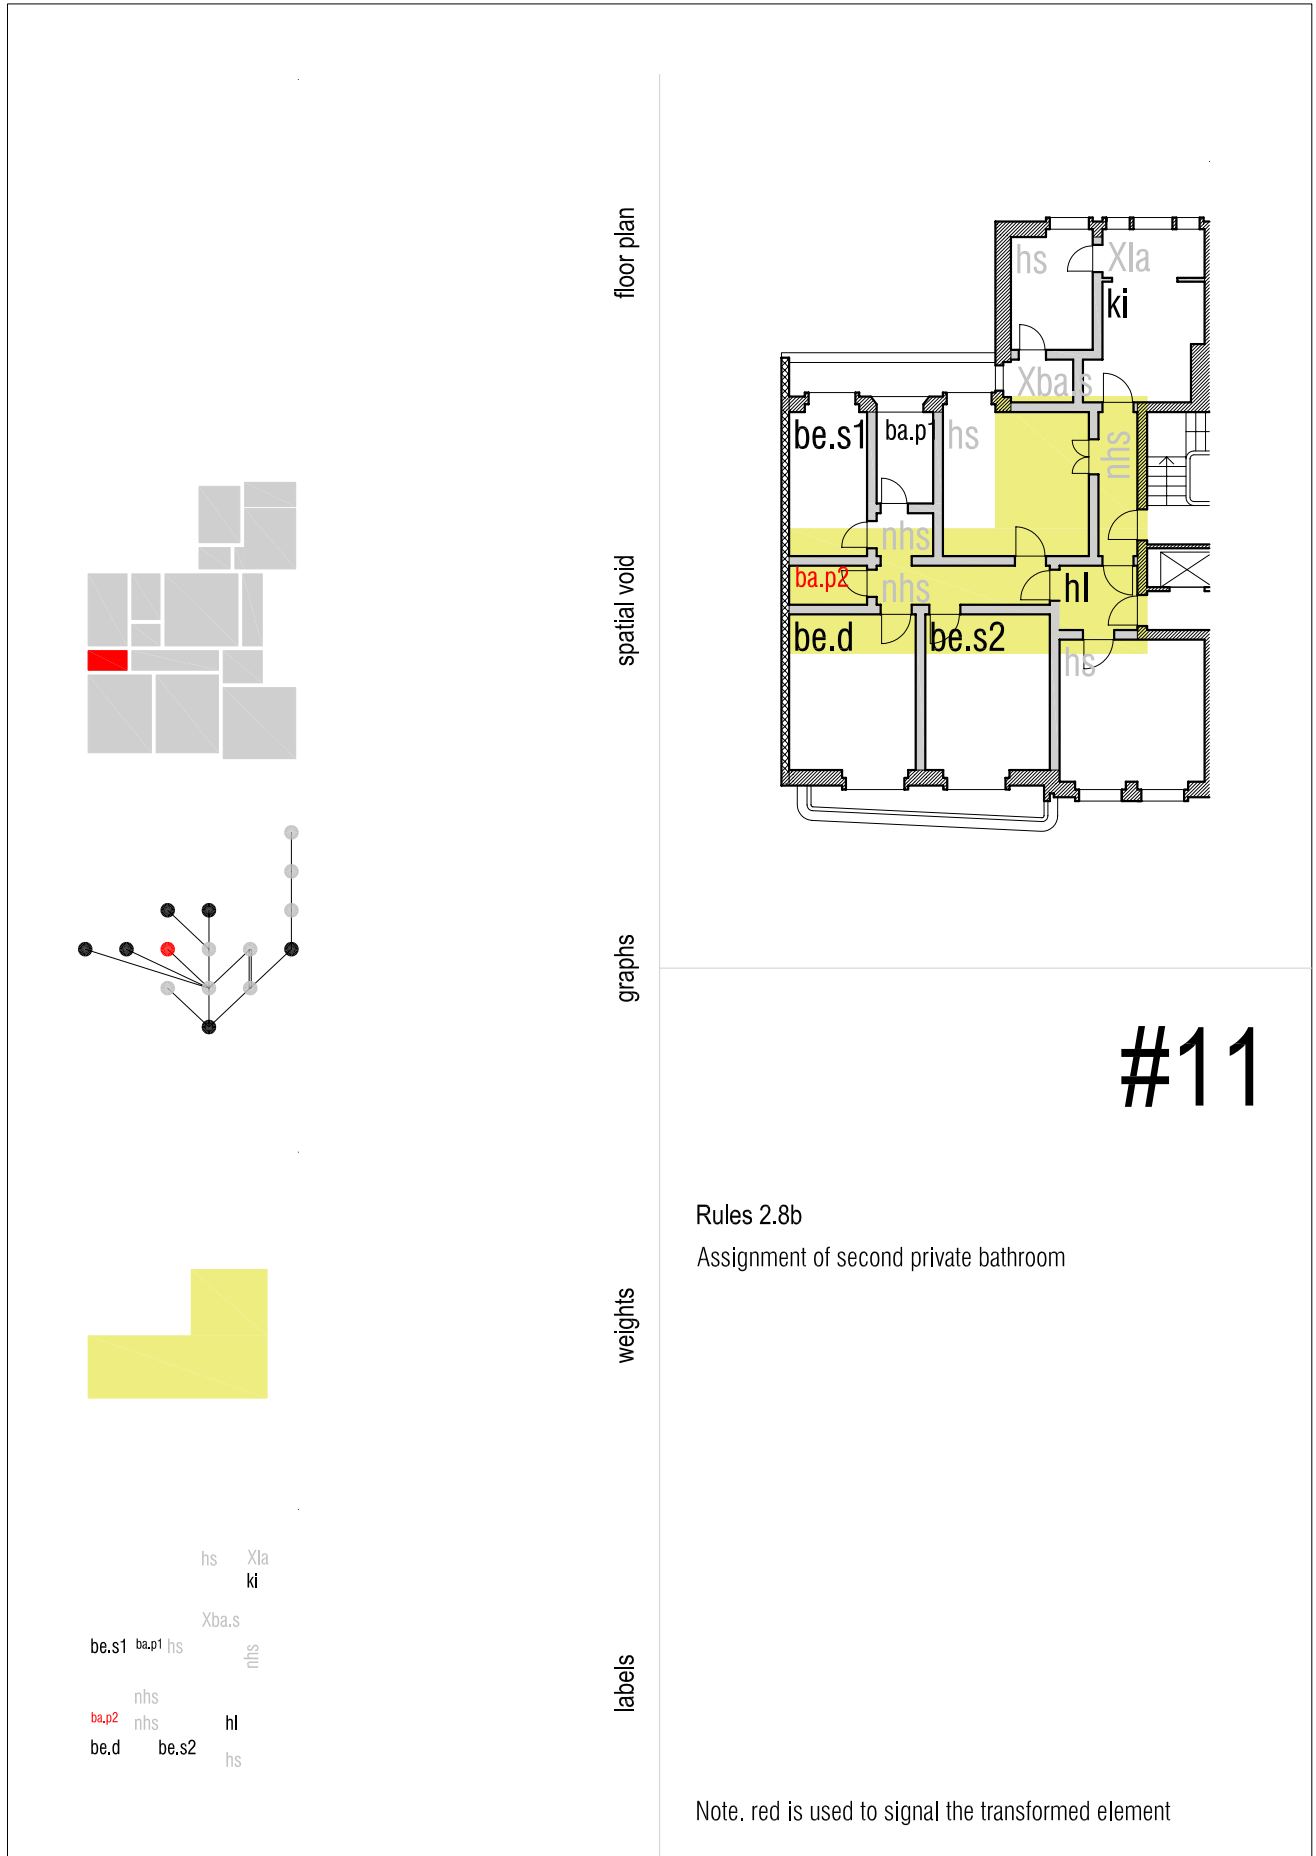 floor plan
spatial void
graphs
weights
labels
hs
Xla
ki
Xba.s
be.s1
ba.p1
hs
nhs
nhs
ba.p2
nhs
hl
be.d
be.s2
hs
#11
Rules 2.8b
Assignment of second private bathroom
hs
Xla
ki
Xba.s
be.s1
ba.p1
hs
nhs
nhs
ba.p2
nhs
hl
be.d
be.s2
hs
Note. red is used to signal the transformed element